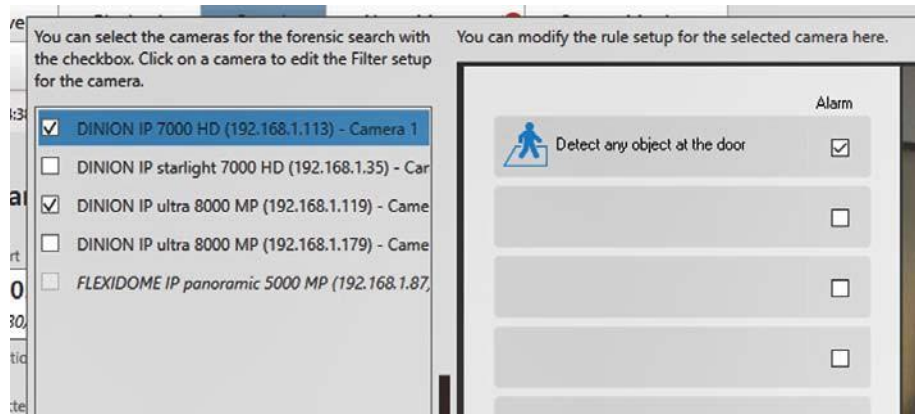 You can select the cameras for the forensic search with
the checkbox. Click on a camera to edit the Filter setup
for the camera.
DINION IP 7000 HD (192.168.1.113) - Camera 1
DINION IP starlight 7000 HD (192.168.1.35) - Car
DINION IP ultra 8000 MP (192.168.1.119) - Came
DINION IP ultra 8000 MP (192.168.1.179) - Came
FLEXIDOME IP panoramic 5000 MP (192.168.1.87,
You can modify the rule setup for the selected camera here.
Alarm
Detect any object at the door